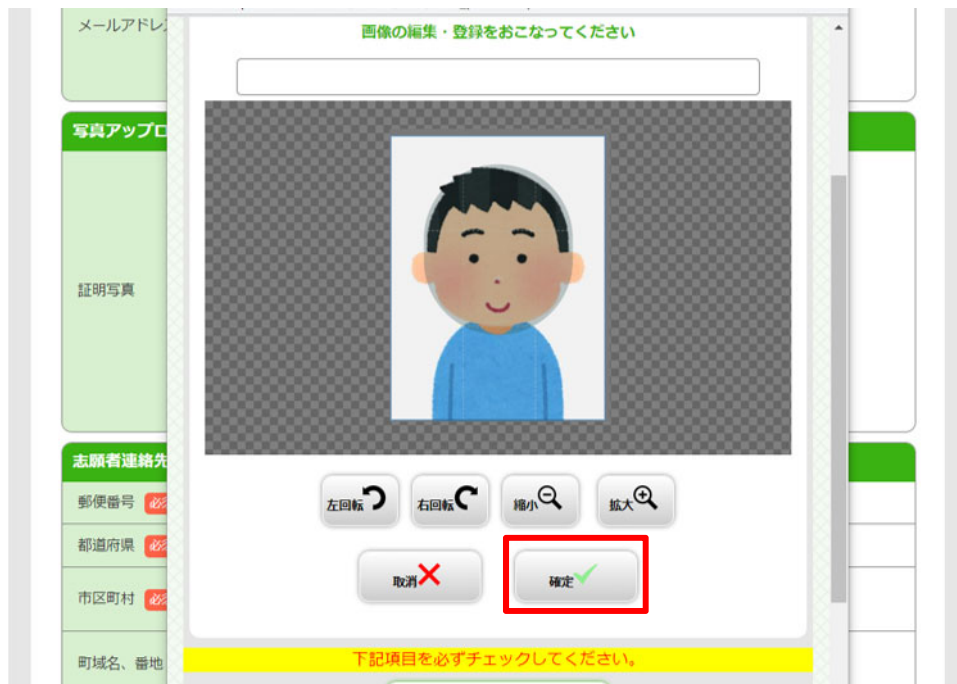 メールアドレ
画像の編集・登録をおこなってください
写真アップロ
証明写真
左回転
右回転
縮小
拡大
取消
確定
志願者連絡先
郵便番号
都道府県
市区町村
町域名、番地
下記項目を必ずチェックしてください。